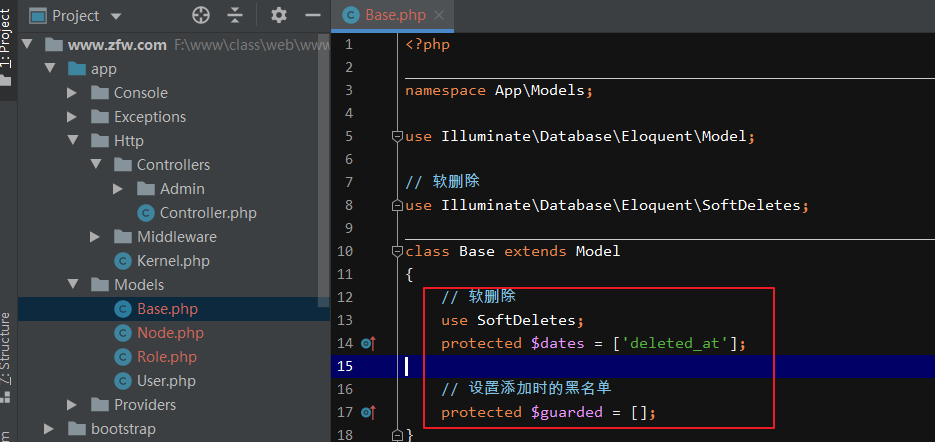 1: Project
7: Structure
Project
www.zfw.com F:\www\class\web\www
app
Console
Exceptions
Http
Controllers
Admin
Controller.php
Middleware
Kernel.php
Models
Base.php
Node.php
Role.php
User.php
Providers
bootstrap
Base.php
1 <?php
2
3 namespace App\Models;
4
5 use Illuminate\Database\Eloquent\Model;
6
7 // 软删除
8 use Illuminate\Database\Eloquent\SoftDeletes;
9
10 class Base extends Model
11 {
12 // 软删除
13 use SoftDeletes;
14 protected $dates = ['deleted_at'];
15
16 // 设置添加时的黑名单
17 protected $guarded = [];
18 }